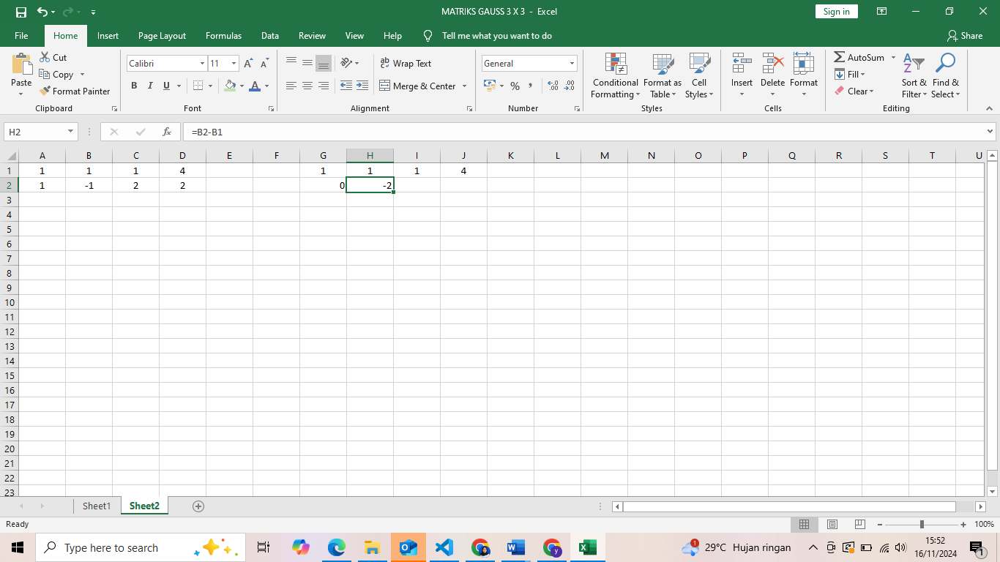 MATRIKS GAUSS 3 X 3 - Excel
Sign in
File Home Insert Page Layout Formulas Data Review View Help Tell me what you want to do Share
Paste
Cut
Copy
Format Painter
Clipboard
Calibri 11 A A
B I U A
Font
ab Wrap Text
Merge & Center
Alignment
General
% , .00 .00
Number
Conditional Formatting
Format as Table
Cell Styles
Styles
Insert Delete Format
Cells
AutoSum
Fill
Clear
Sort & Filter
Find & Select
Editing
H2 fx =B2-B1
A B C D E F G H I J K L M N O P Q R S T U
1 1 1 1 4 1 1 1 4
2 1 -1 2 2 0 -2
3
4
5
6
7
8
9
10
11
12
13
14
15
16
17
18
19
20
21
22
23
Sheet1 Sheet2
Ready 100%
Type here to search
29°C Hujan ringan
15:52
16/11/2024
1